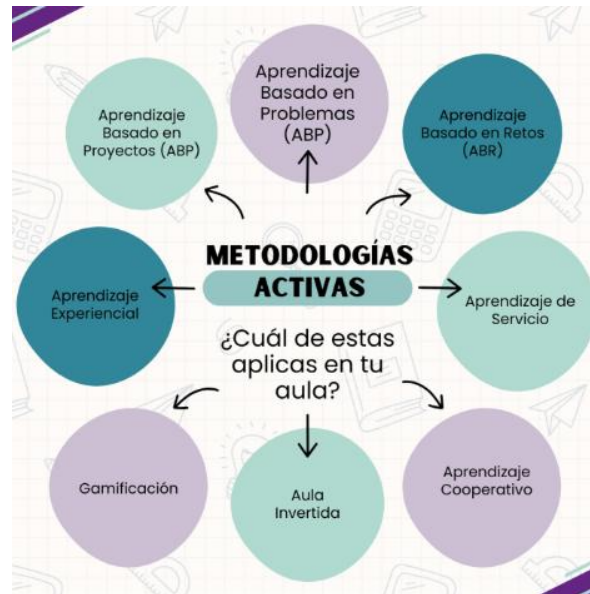 Aprendizaje
Basado en
Proyectos (ABP)
Aprendizaje
Basado en
Problemas
(ABP)
Aprendizaje
Basado en Retos
(ABR)
METODOLOGÍAS
ACTIVAS
¿Cuál de estas
aplicas en tu
aula?
Aprendizaje
Experiencial
Aprendizaje de
Servicio
Gamificación
Aula
Invertida
Aprendizaje
Cooperativo